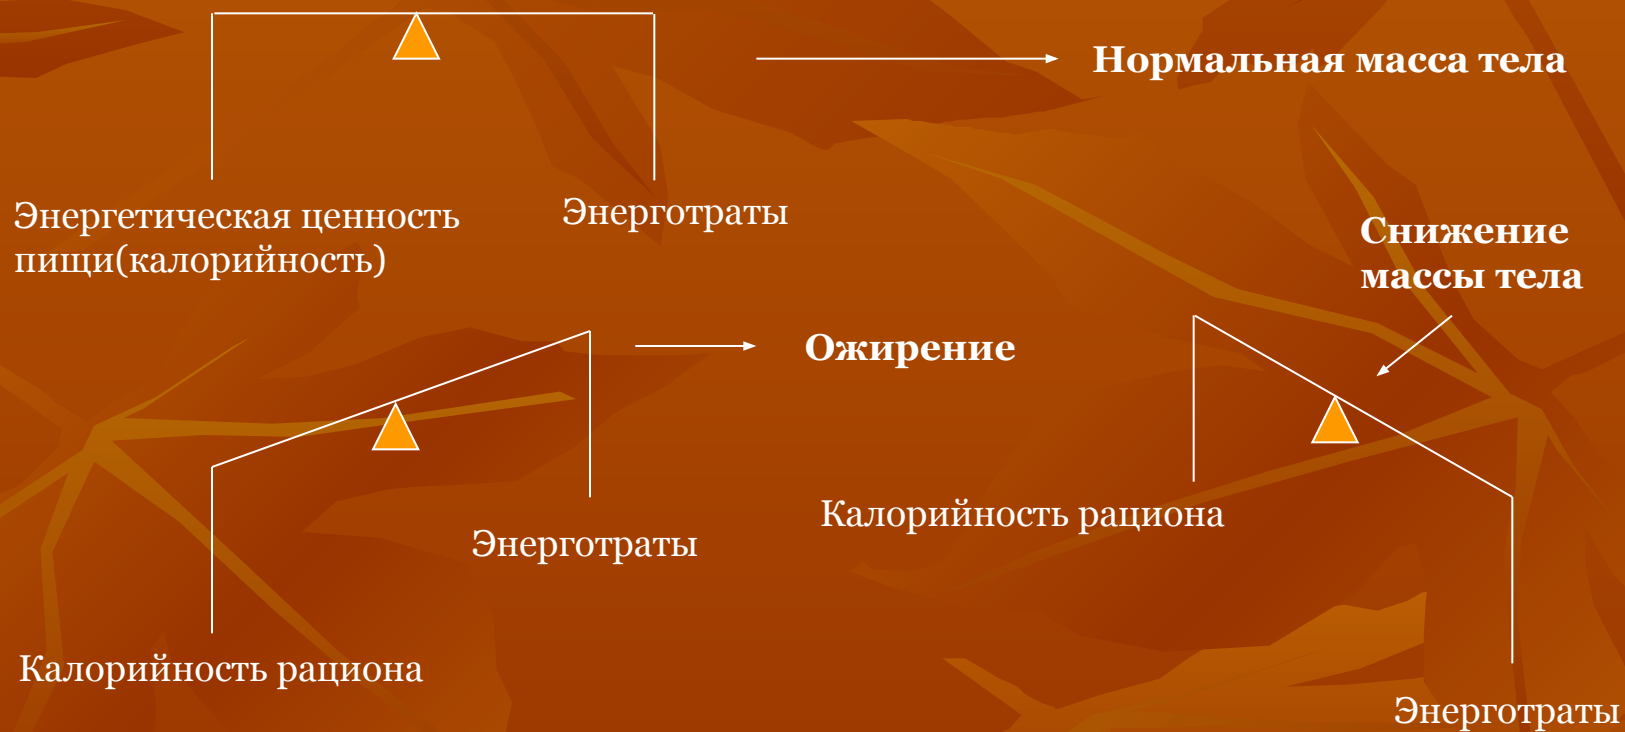 Нормальная масса тела
Энергетическая ценность
пищи(калорийность)
Энерготраты
Снижение
массы тела
Ожирение
Калорийность рациона
Энерготраты
Калорийность рациона
Энерготраты